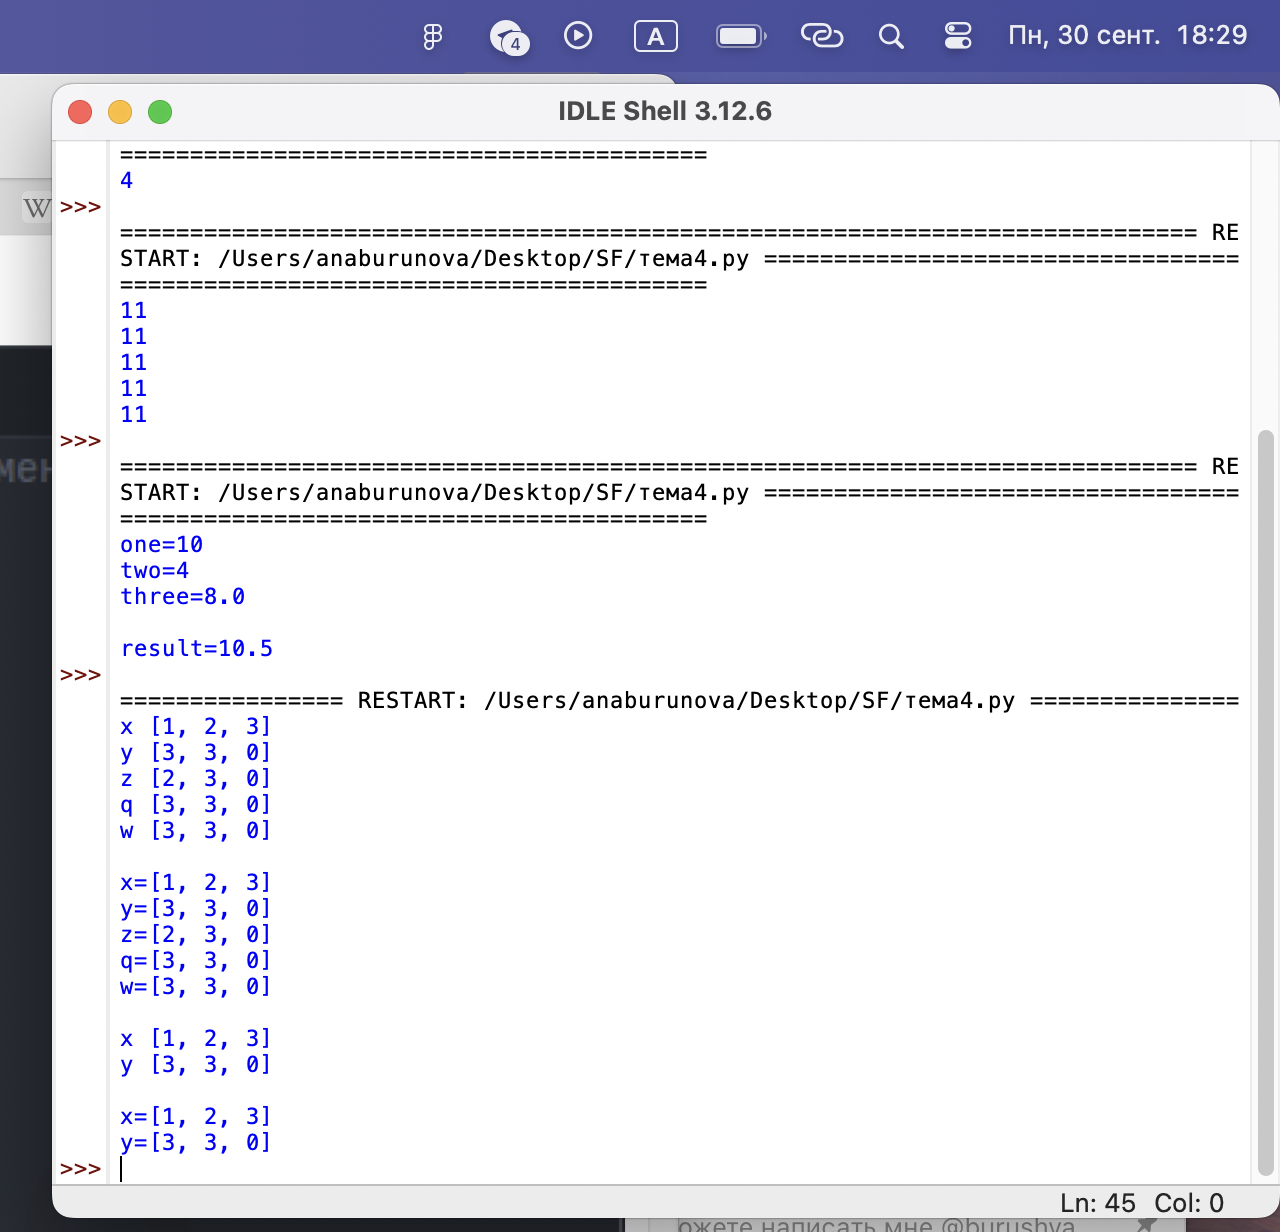 4
A
Пн, 30 сент. 18:29
IDLE Shell 3.12.6
W
=====‌=====================================
4
>>>
============================================================================= RE
START: /Users/anaburunova/Desktop/SF/тема4.py ==================================
==========================================
11
11
11
11
11
>>>
============================================================================= RE
START: /Users/anaburunova/Desktop/SF/тема4.py ==================================
==========================================
one=10
two=4
three=8.0
result=10.5
>>>
================ RESTART: /Users/anaburunova/Desktop/SF/тема4.py ===============
x [1, 2, 3]
y [3, 3, 0]
z [2, 3, 0]
q [3, 3, 0]
w [3, 3, 0]
x=[1, 2, 3]
y=[3, 3, 0]
z=[2, 3, 0]
q=[3, 3, 0]
w=[3, 3, 0]
x [1, 2, 3]
y [3, 3, 0]
x=[1, 2, 3]
y=[3, 3, 0]
>>>
Ln: 45 Col: 0
ожете написать мне @burushva